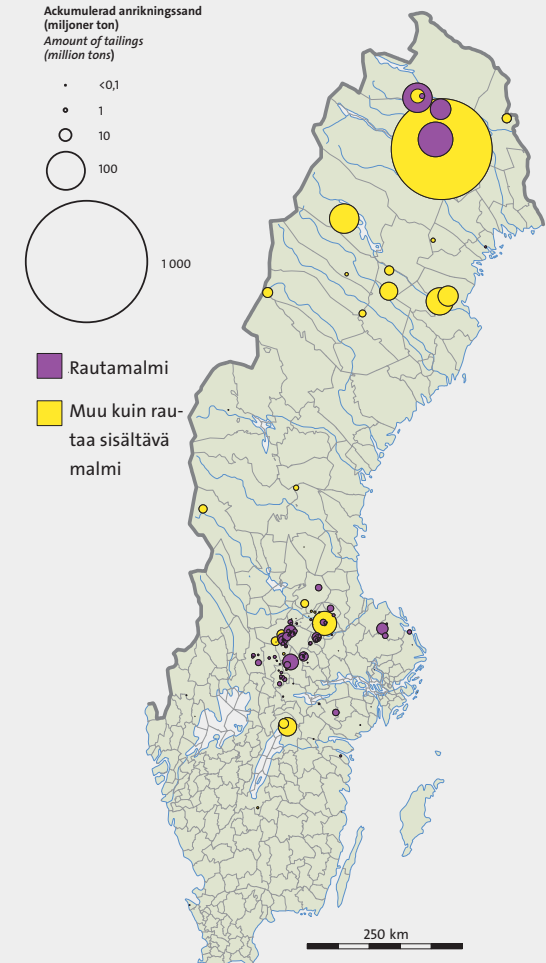 Ackumulerad anrikningssand
(miljoner ton)
Amount of tailings
(million tons)
<0,1
1
10
100
1 000
Rautamalmi
Muu kuin rau-
taa sisältävä
malmi
250 km